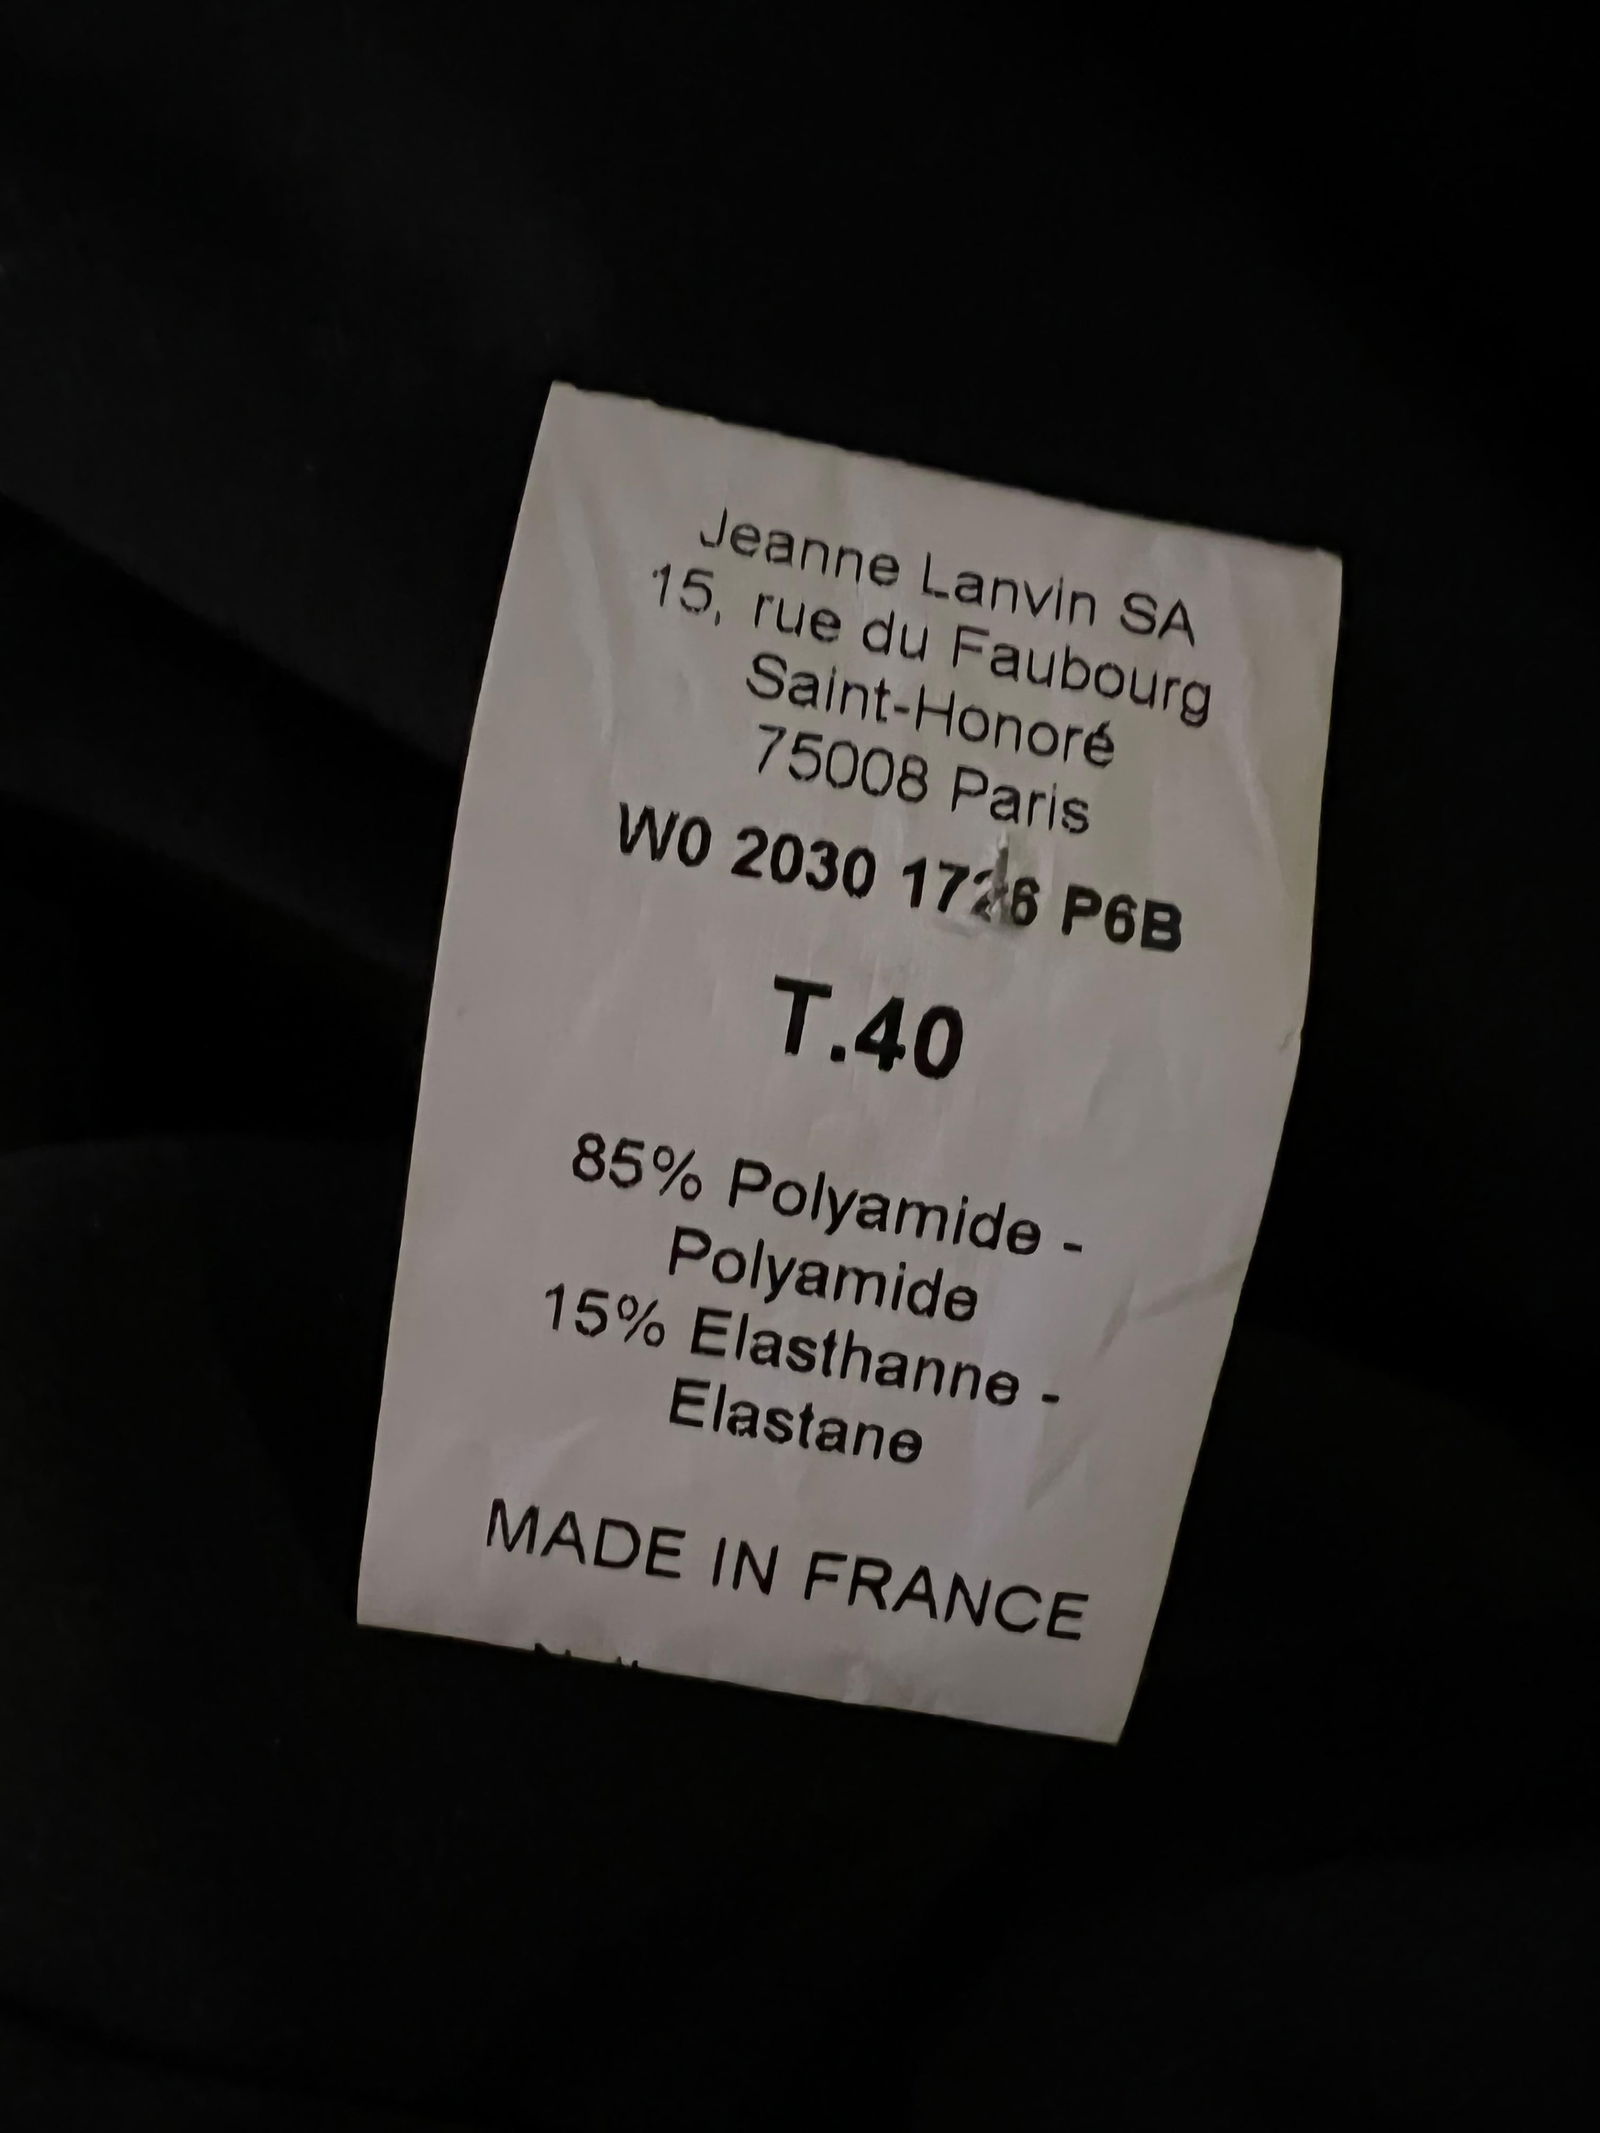 Jeanne Lanvin SA
15, rue du Faubourg
Saint-Honoré
75008 Paris
W0 2030 P6B
T.40
85% Polyamide -
Polyamide
15% Elasthanne -
Elastane
MADE IN FRANCE